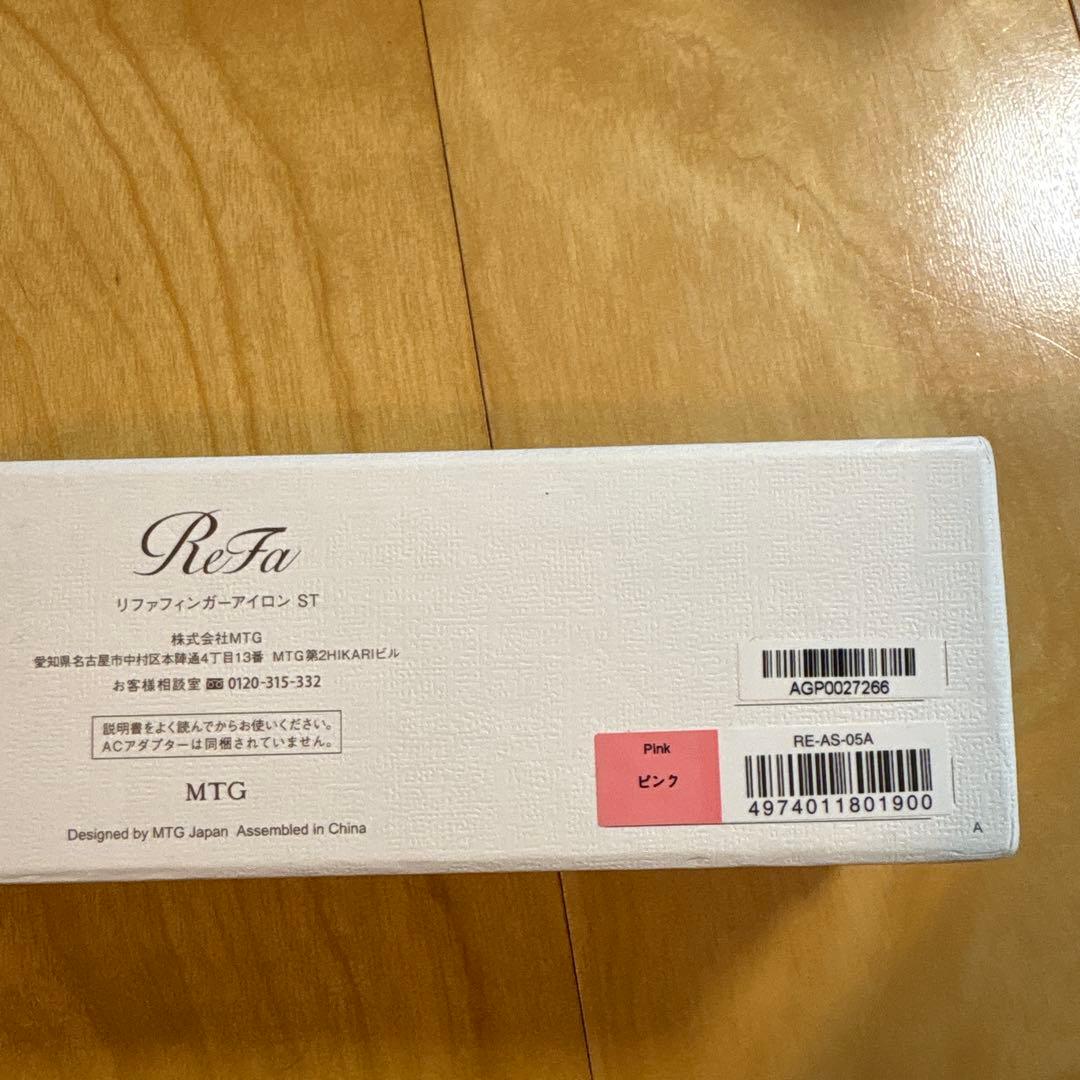 ReFa
リファフィンガーアイロン ST
株式会社MTG
愛知県名古屋市中村区本陣通4丁目13番 MTG第2HIKARIビル
お客様相談室 0120-315-332
説明書をよく読んでからお使いください。
ACアダプターは同梱されていません。
MTG
Designed by MTG Japan Assembled in China
AGP0027266
Pink
ピンク
RE-AS-05A
4974011801900
A